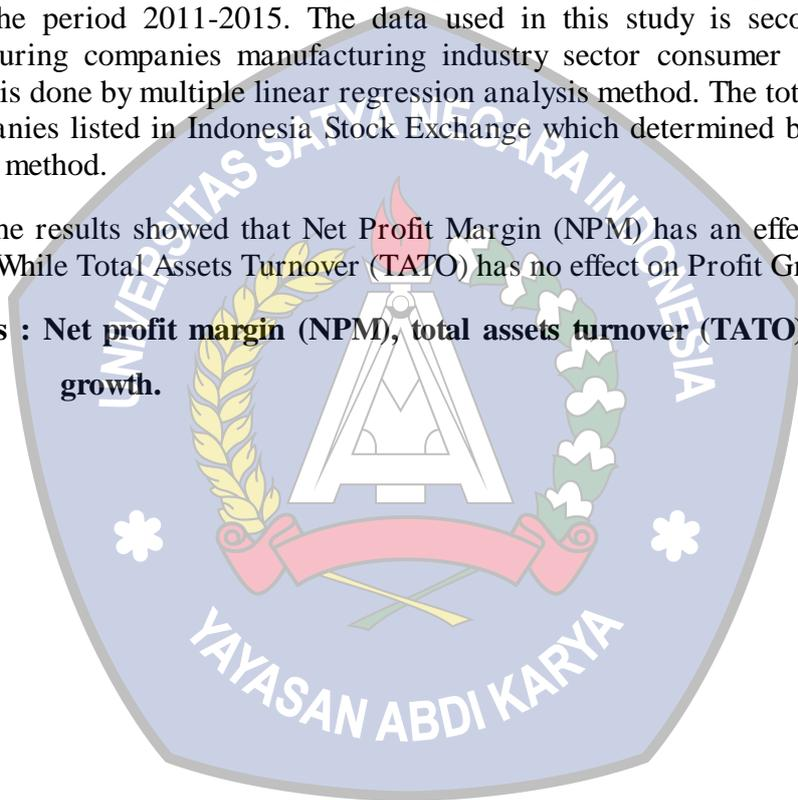 he period 2011-2015. The data used in this study is seco
uring companies manufacturing industry sector consumer
is done by multiple linear regression analysis method. The tot
anies listed in Indonesia Stock Exchange which determined b
method.
ne results showed that Net Profit Margin (NPM) has an effe
While Total Assets Turnover (TATO) has no effect on Profit Gr
s : Net profit margin (NPM), total assets turnover (TATO)
growth.
UNIVERSITAS SATYA NEGARA INDONESIA
YAYASAN ABDI KARYA